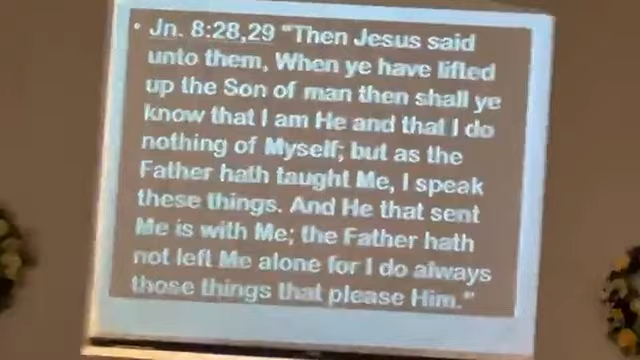 • Jn. 8:28,29 "Then Jesus said
unto them, When ye have lifted
up the Son of man then shall ye
know that I am He and that I do
nothing of Myself; but as the
Father hath taught Me, I speak
these things. And He that sent
Me is with Me; the Father hath
not left Me alone for I do always
those things that please Him."